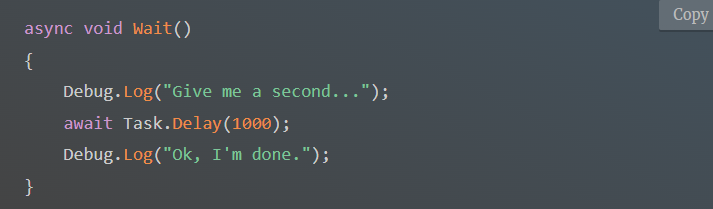 Copy
async void Wait()
{
    Debug.Log("Give me a second...");
    await Task.Delay(1000);
    Debug.Log("Ok, I'm done.");
}